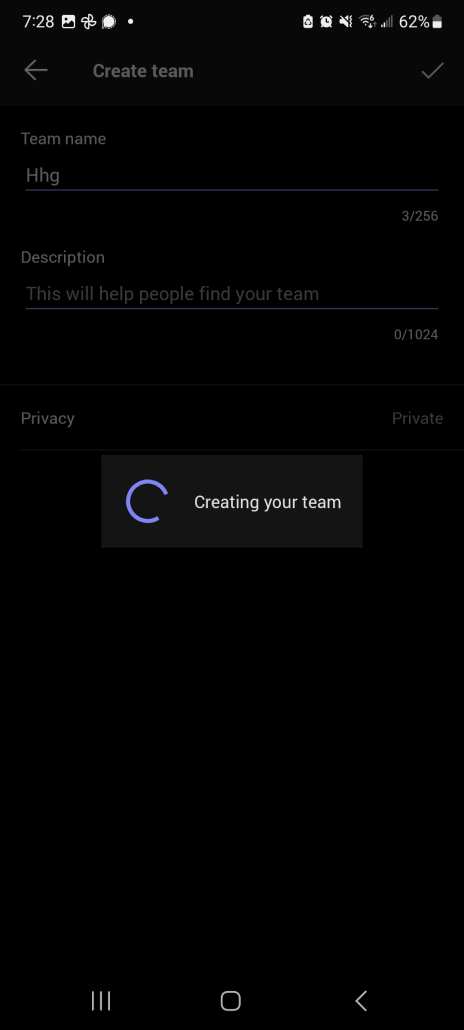 7:28 62%
Create team
Team name
Hhg
3/256
Description
This will help people find your team
0/1024
Privacy Private
Creating your team